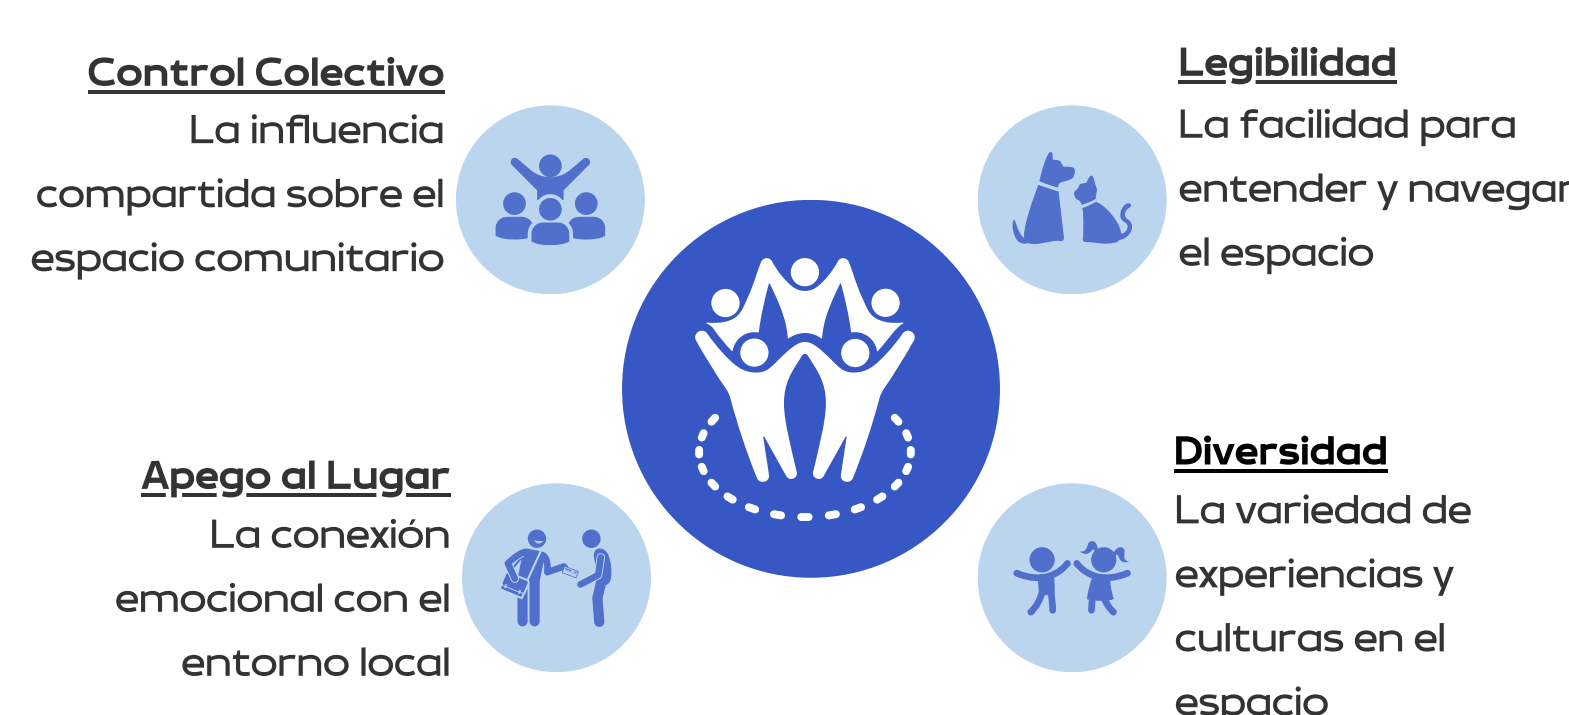 Control Colectivo
La influencia
compartida sobre el
espacio comunitario
Legibilidad
La facilidad para
entender y navegar
el espacio
Apego al Lugar
La conexión
emocional con el
entorno local
Diversidad
La variedad de
experiencias y
culturas en el
espacio